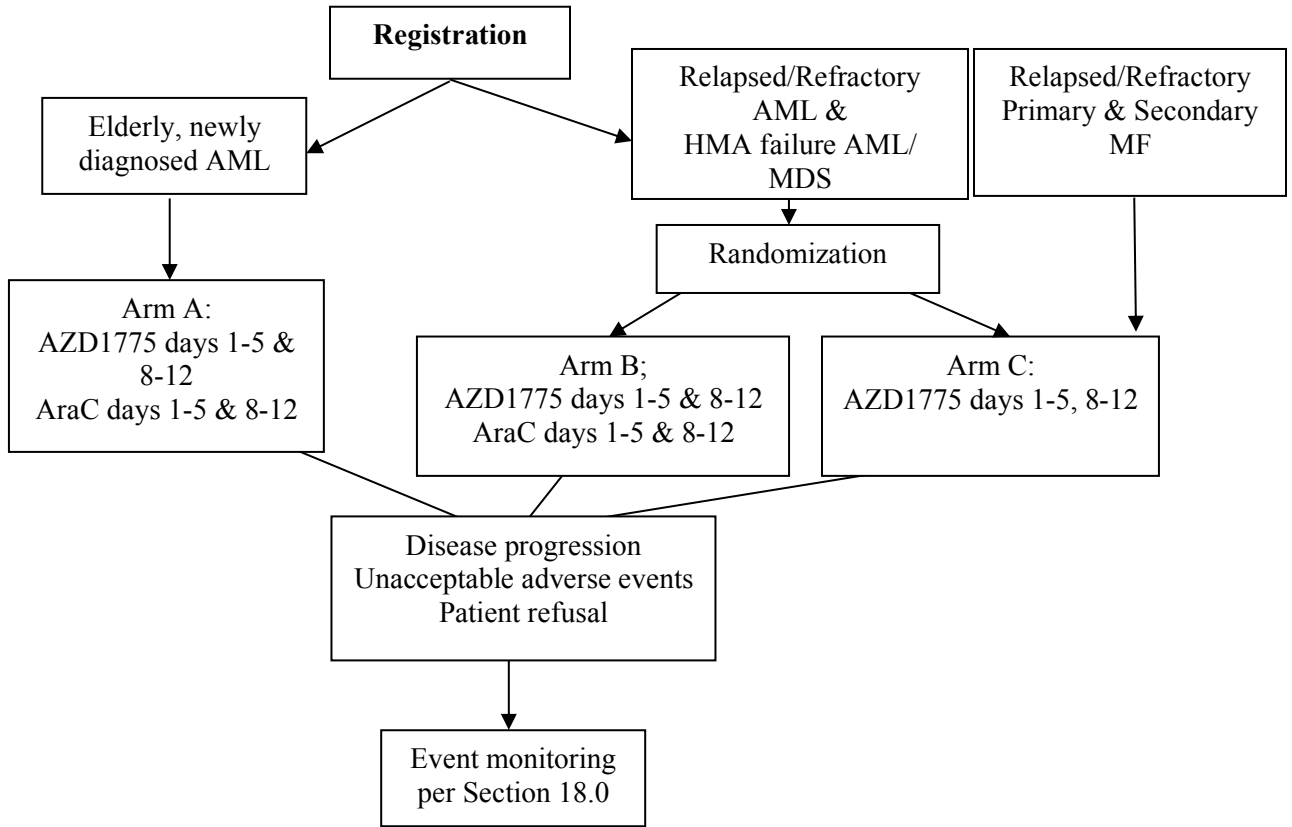 Registration
Elderly, newly
diagnosed AML
Relapsed/Refractory
AML &
HMA failure AML/
MDS
Relapsed/Refractory
Primary & Secondary
MF
Randomization
Arm A:
AZD1775 days 1-5 &
8-12
AraC days 1-5 & 8-12
Arm B;
AZD1775 days 1-5 & 8-12
AraC days 1-5 & 8-12
Arm C:
AZD1775 days 1-5, 8-12
Disease progression
Unacceptable adverse events
Patient refusal
Event monitoring
per Section 18.0